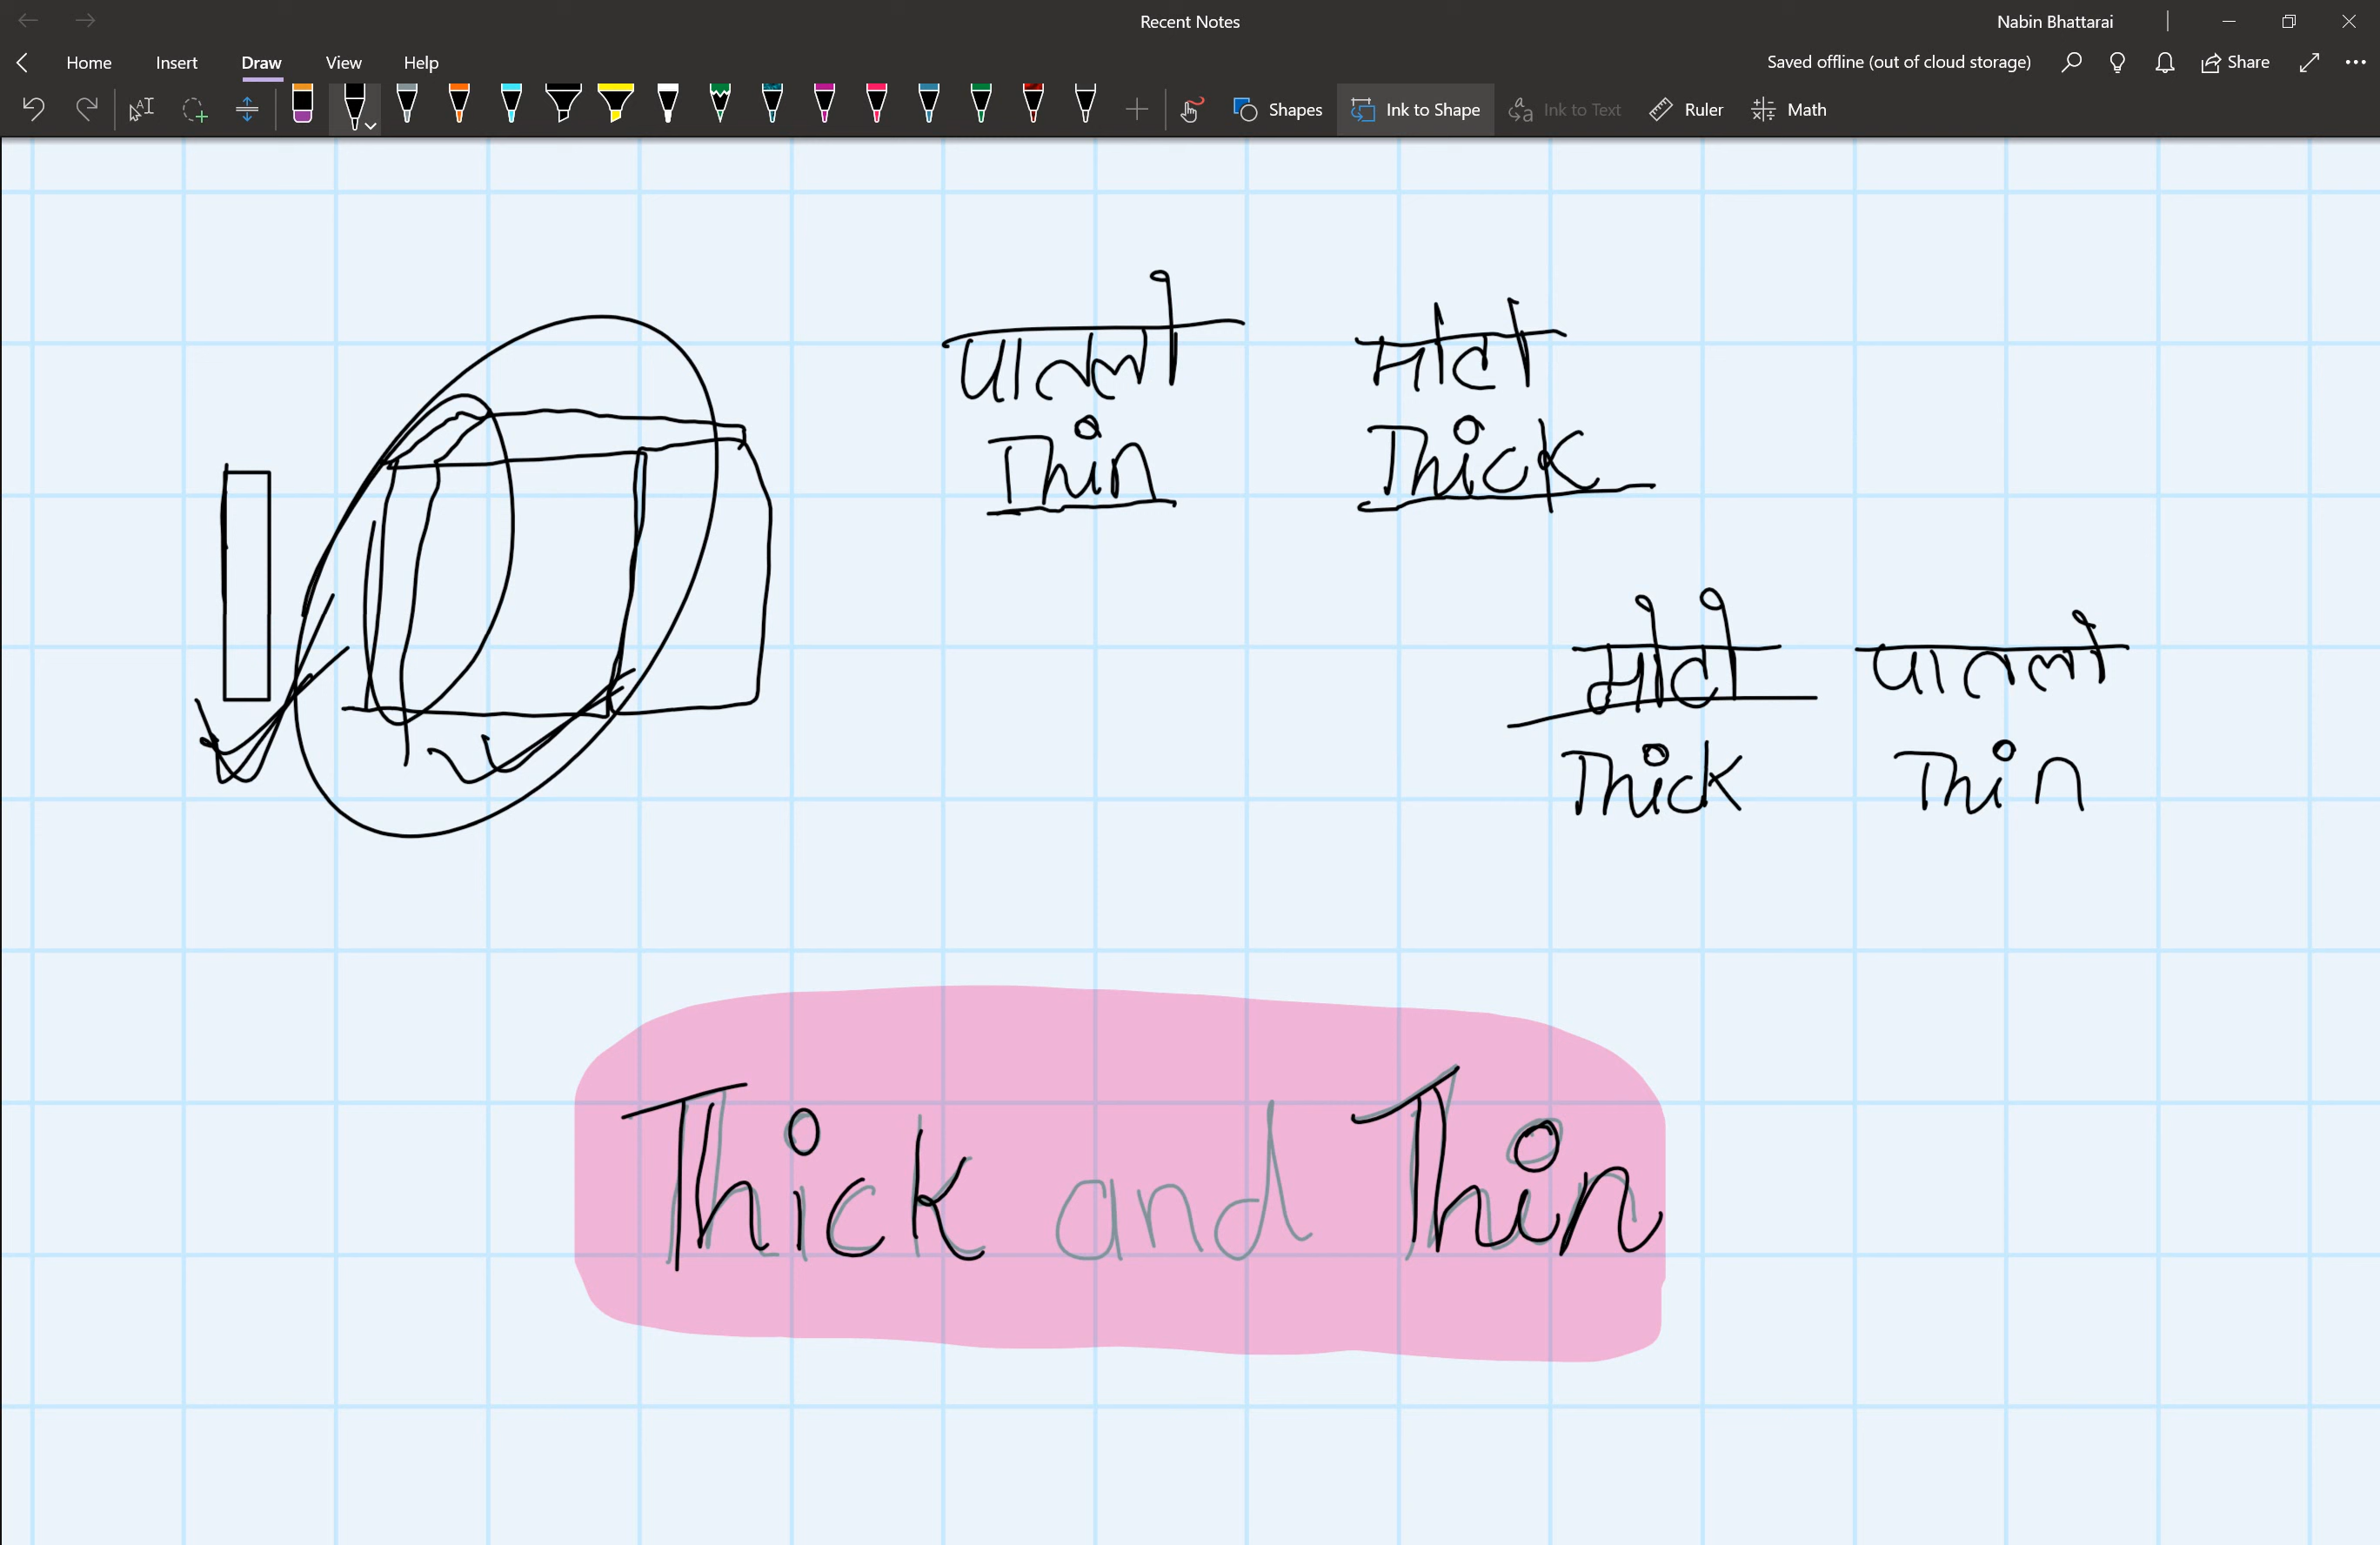 Recent Notes
Nabin Bhattarai
Home Insert Draw View Help
Saved offline (out of cloud storage)
Share
Shapes
Ink to Shape
Ink to Text
Ruler
Math
पातलो मोटो
Thin Thick
मोटो पातलो
Thick Thin
Thick and Thin